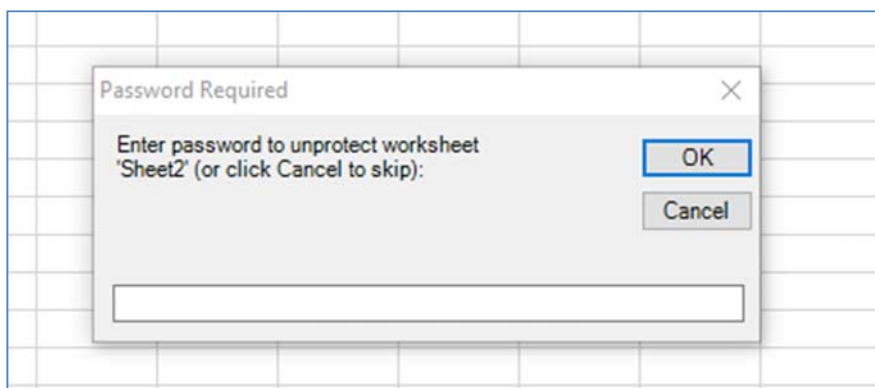 Password Required
Enter password to unprotect worksheet
'Sheet2' (or click Cancel to skip):
OK
Cancel